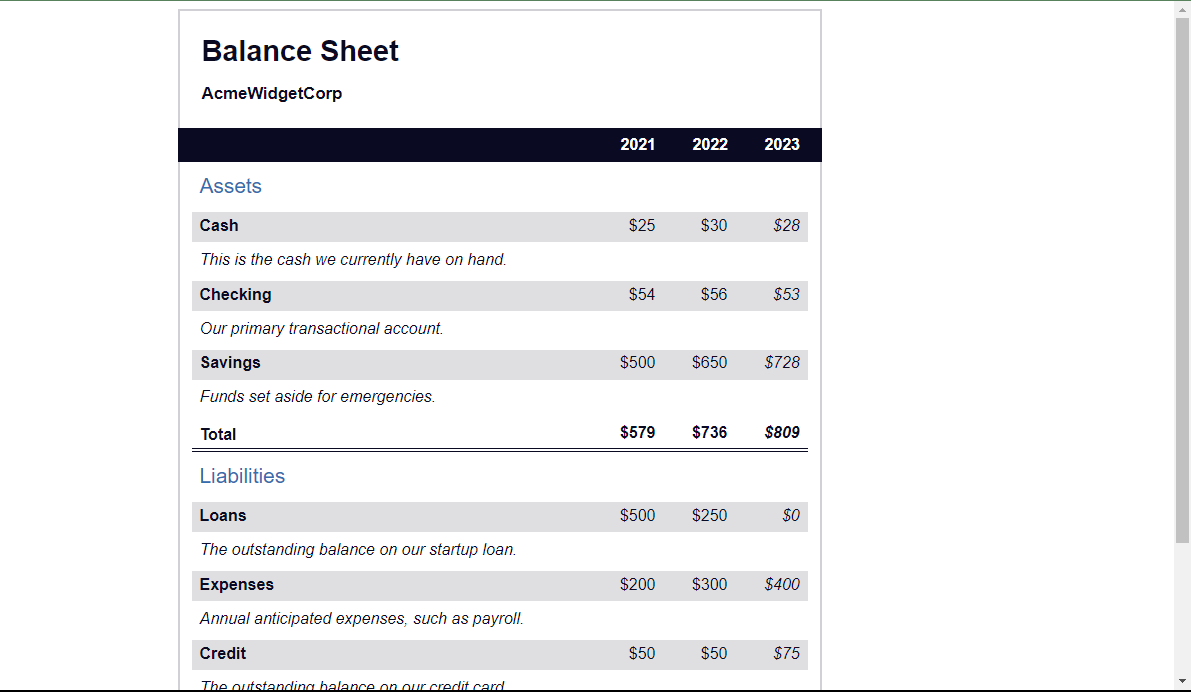 Balance Sheet
AcmeWidgetCorp
2021 2022 2023
Assets
Cash $25 $30 $28
This is the cash we currently have on hand.
Checking $54 $56 $53
Our primary transactional account.
Savings $500 $650 $728
Funds set aside for emergencies.
Total $579 $736 $809
Liabilities
Loans $500 $250 $0
The outstanding balance on our startup loan.
Expenses $200 $300 $400
Annual anticipated expenses, such as payroll.
Credit $50 $50 $75
The outstanding balance on our credit card.